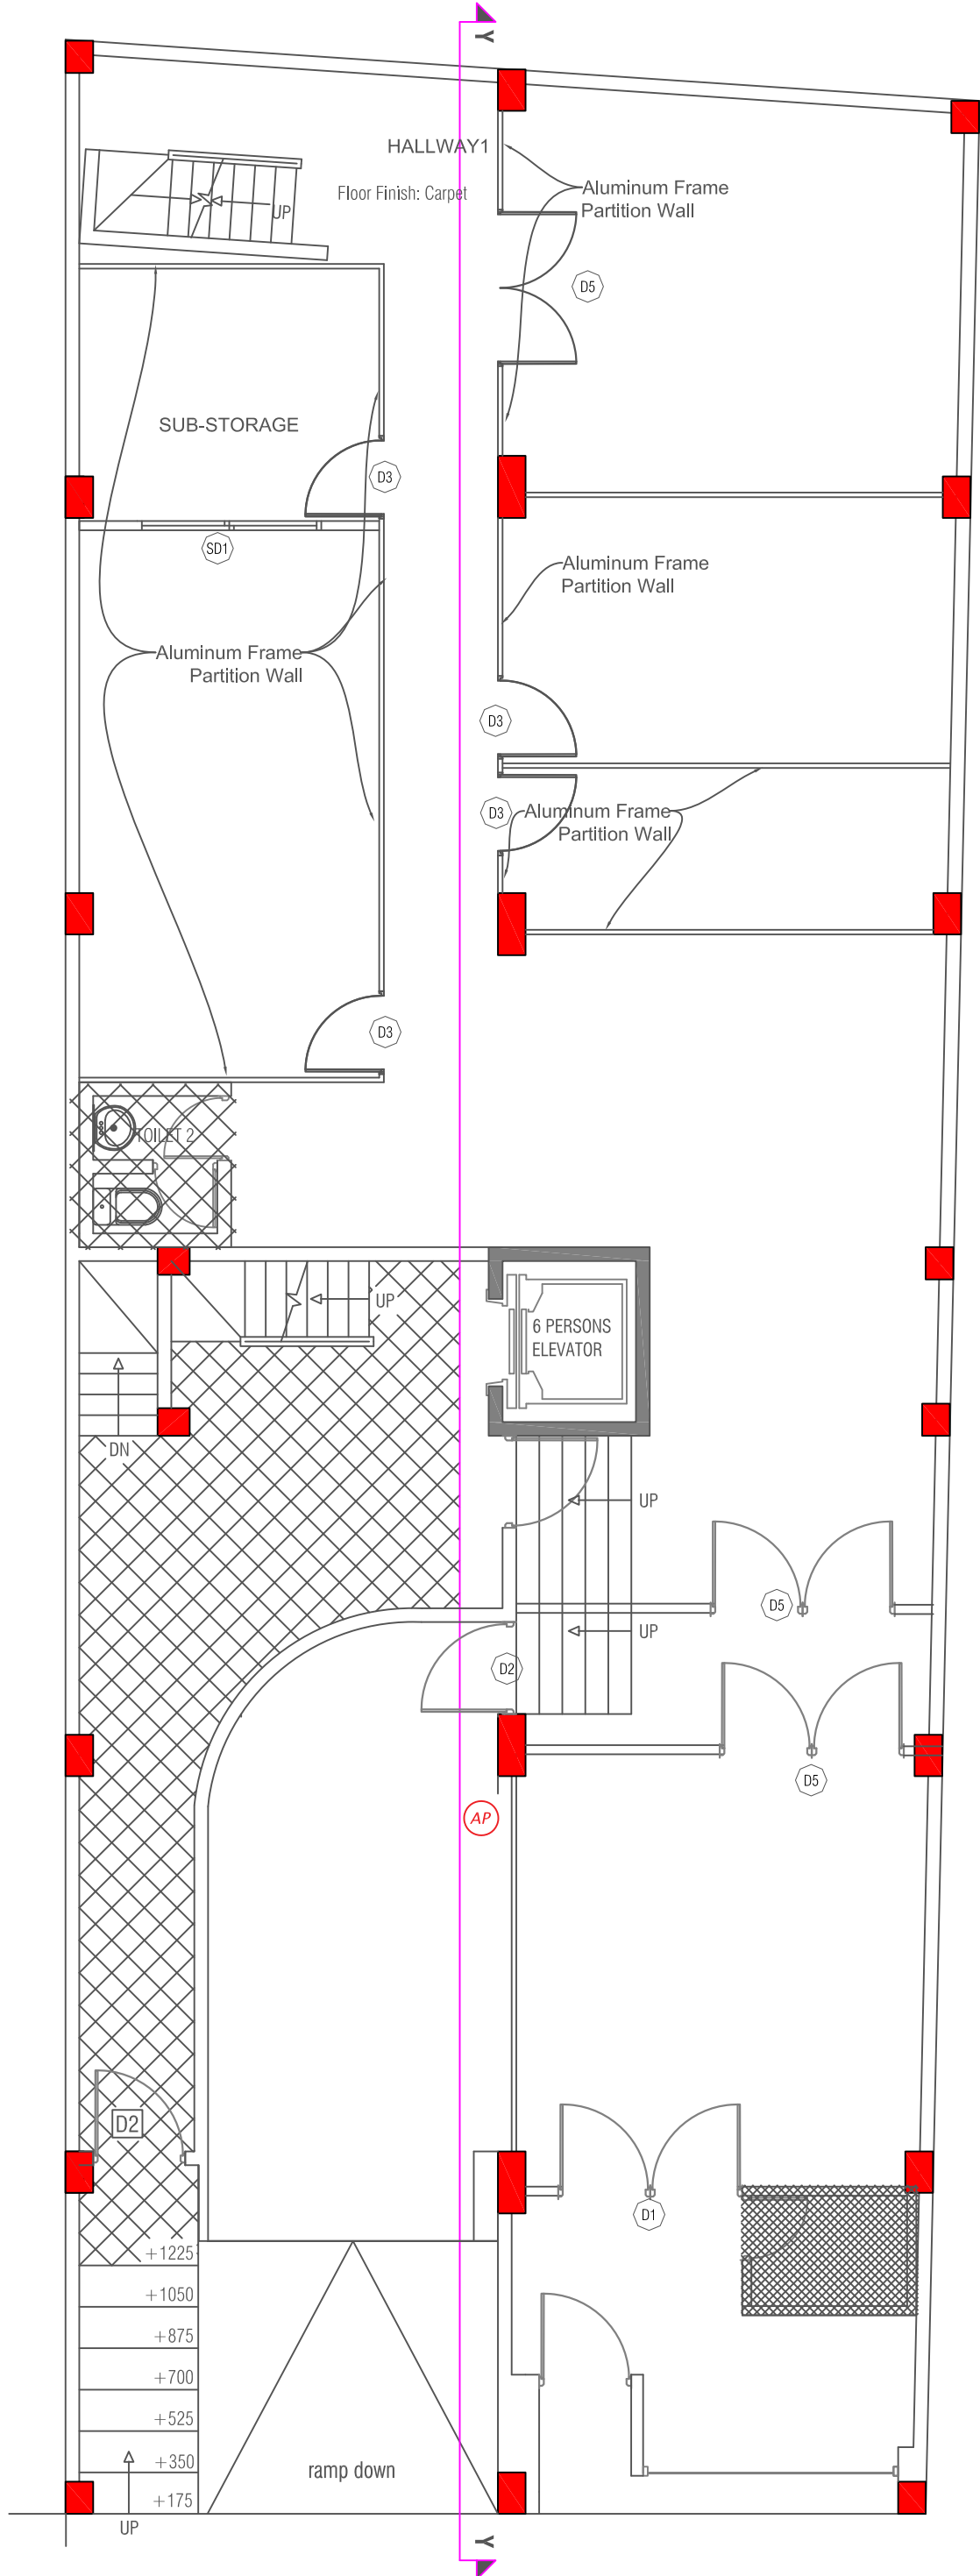 Y
HALLWAY1
Floor Finish: Carpet
Aluminum Frame
Partition Wall
UP
D5
SUB-STORAGE
D3
SD1
Aluminum Frame
Partition Wall
Aluminum Frame
Partition Wall
D3
D3
Aluminum Frame
Partition Wall
D3
TOILET 2
UP
6 PERSONS
ELEVATOR
DN
UP
D5
UP
D2
D5
AP
D2
D1
+1225
+1050
+875
+700
+525
+350
ramp down
+175
UP
Y